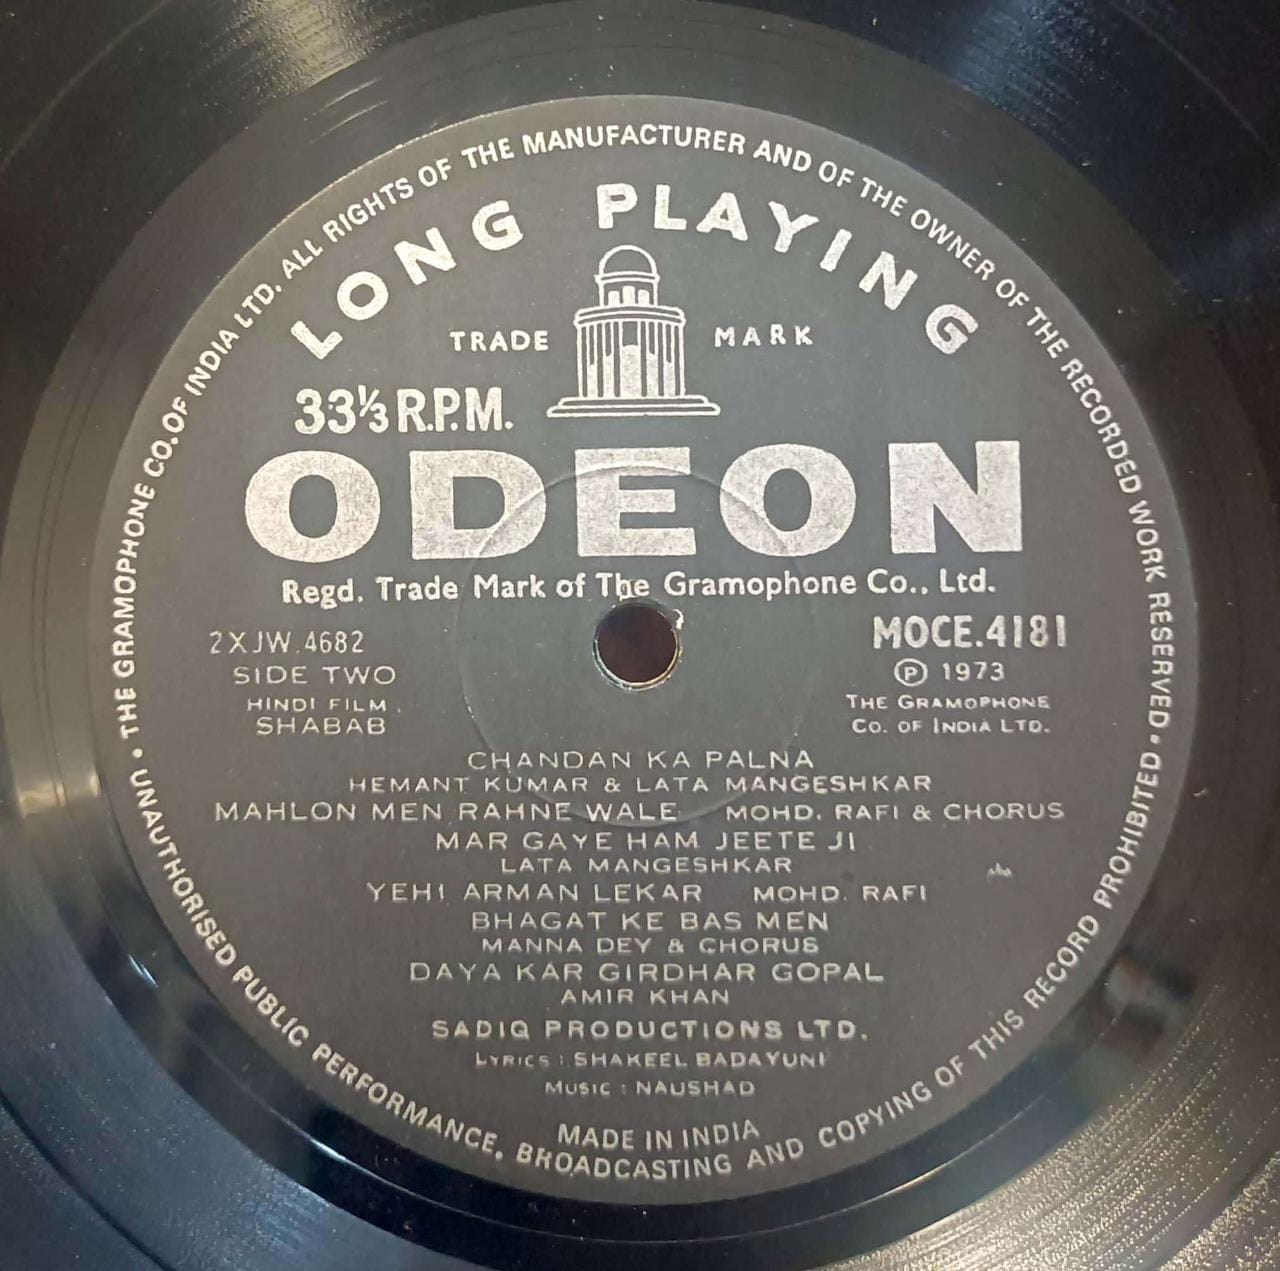 THE GRAMOPHONE CO. OF INDIA LTD. ALL RIGHTS OF THE MANUFACTURER AND OF THE OWNER OF THE RECORDED WORK RESERVED • UNAUTHORISED PUBLIC PERFORMANCE, BROADCASTING AND COPYING OF THIS RECORD PROHIBITED •
LONG PLAYING
TRADE MARK
33⅓ R.P.M.
ODEON
Regd. Trade Mark of The Gramophone Co., Ltd.
2XJW.4682
SIDE TWO
HINDI FILM
SHABAB
MOCE.4181
Ⓟ 1973
THE GRAMOPHONE
CO. OF INDIA LTD.
CHANDAN KA PALNA
HEMANT KUMAR & LATA MANGESHKAR
MAHLON MEN RAHNE WALE MOHD. RAFI & CHORUS
MAR GAYE HAM JEETE JI
LATA MANGESHKAR
YEHI ARMAN LEKAR MOHD. RAFI
BHAGAT KE BAS MEN
MANNA DEY & CHORUS
DAYA KAR GIRDHAR GOPAL
AMIR KHAN
SADIQ PRODUCTIONS LTD.
LYRICS : SHAKEEL BADAYUNI
MUSIC : NAUSHAD
MADE IN INDIA